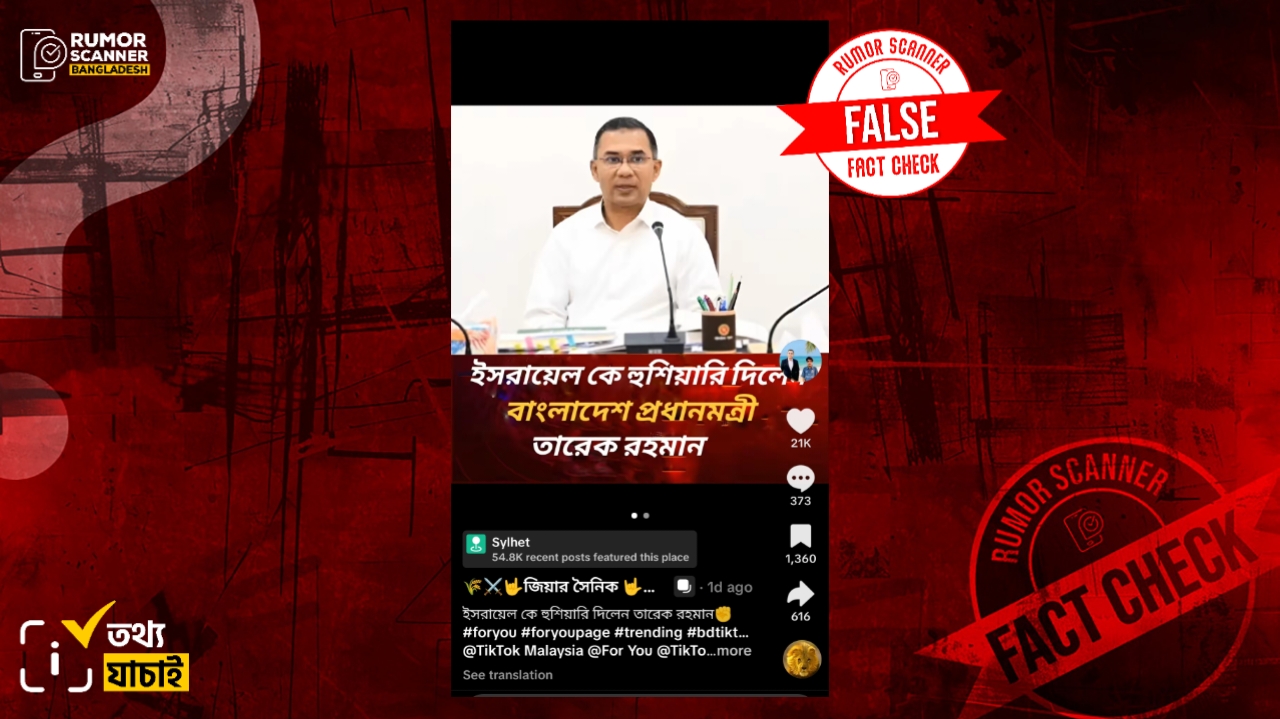 RUMOR
SCANNER
BANGLADESH
RUMOR SCANNER
FALSE
FACT CHECK
ইসরায়েল কে হুশিয়ারি দিলেন
বাংলাদেশ প্রধানমন্ত্রী
তারেক রহমান
21K
373
1,360
616
Sylhet
54.8K recent posts featured this place
🌾⚔️🤟জিয়ার সৈনিক 🤟... · 1d ago
ইসরায়েল কে হুশিয়ারি দিলেন তারেক রহমান✊
#foryou #foryoupage #trending #bdtikt...
@TikTok Malaysia @For You @TikTo...more
See translation
তথ্য
যাচাই
RUMOR SCANNER
FACT CHECK